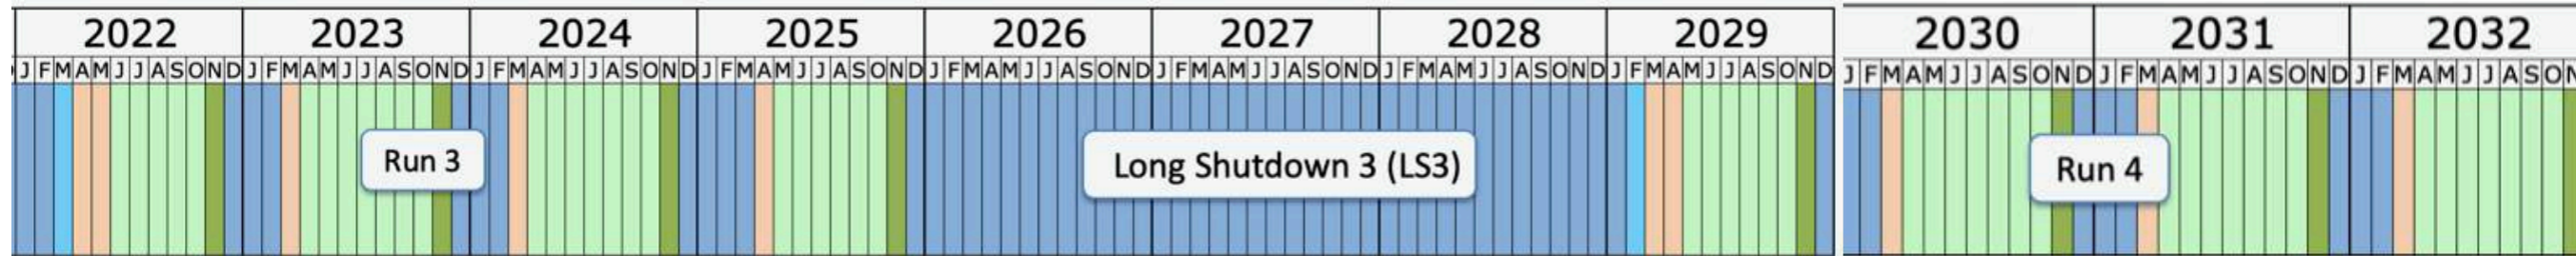 2022 2023 2024 2025 2026 2027 2028 2029 2030 2031 2032
J F M A M J J A S O N D J F M A M J J A S O N D J F M A M J J A S O N D J F M A M J J A S O N D J F M A M J J A S O N D J F M A M J J A S O N D J F M A M J J A S O N D J F M A M J J A S O N D J F M A M J J A S O N D J F M A M J J A S O N D J F M A M J J A S O N
Run 3 Long Shutdown 3 (LS3) Run 4